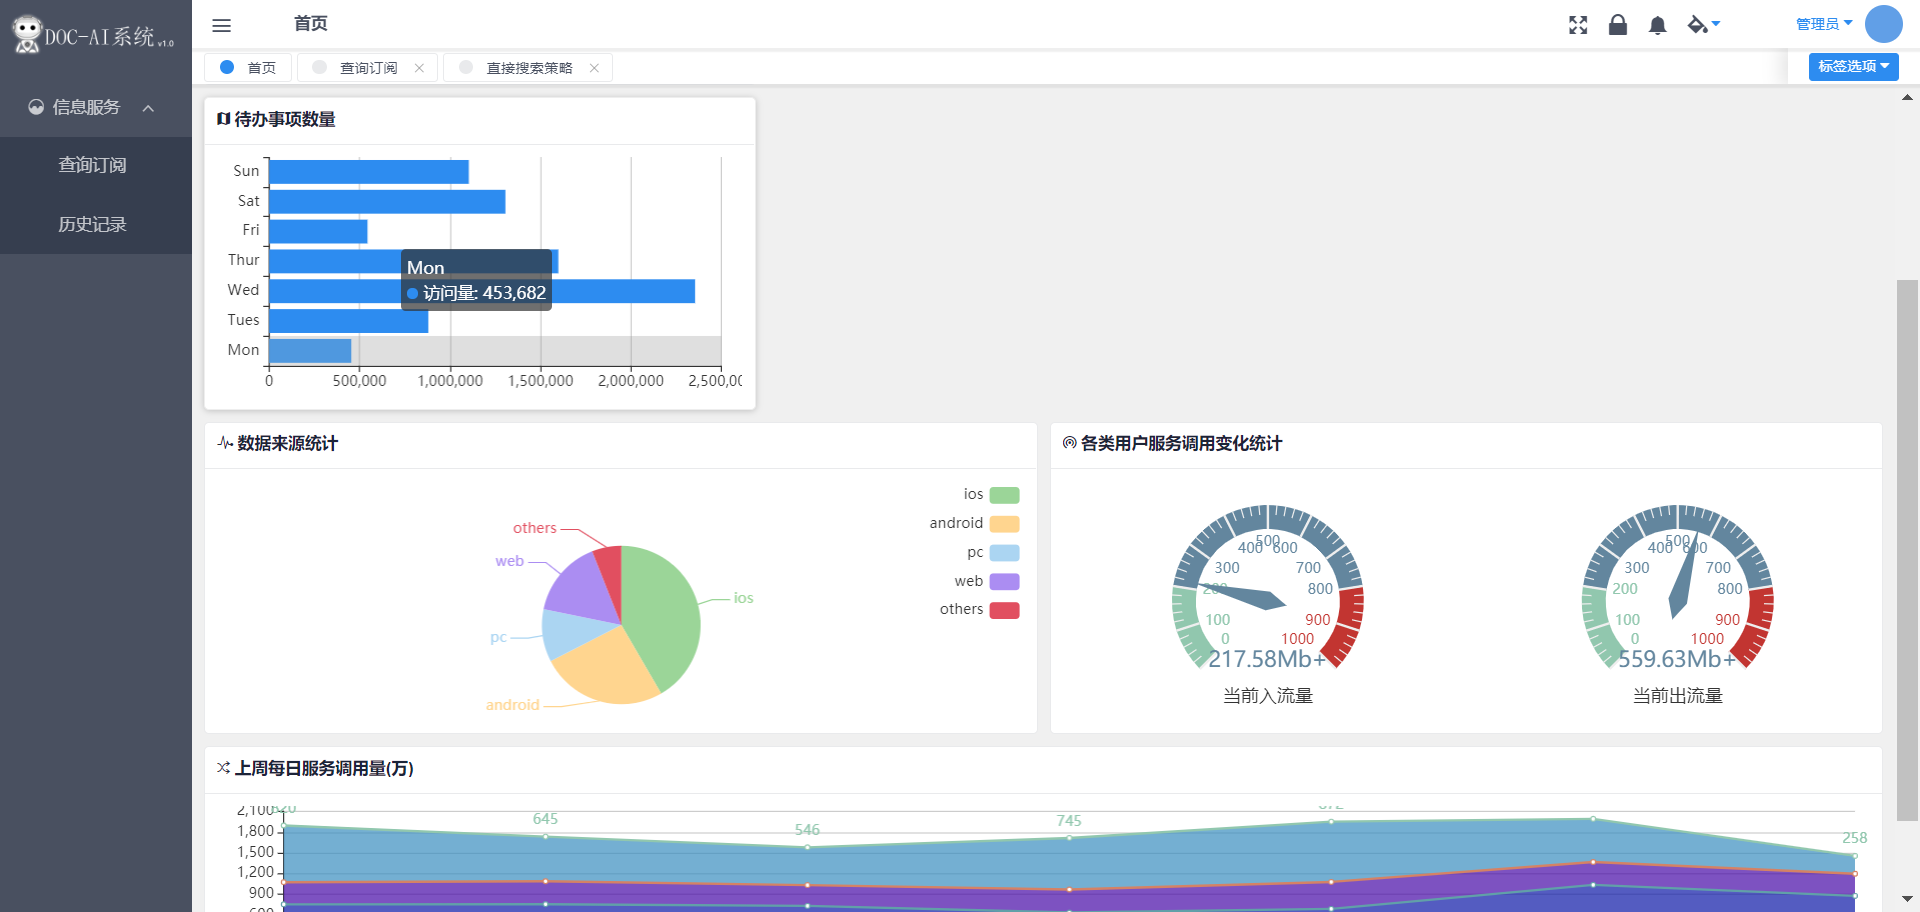 DOC-AI系统 v1.0
首页
管理员
首页
查询订阅
直接搜索策略
标签选项
信息服务
查询订阅
历史记录
待办事项数量
Sun
Sat
Fri
Thur
Wed
Tues
Mon
Mon
访问量: 453,682
0
500,000
1,000,000
1,500,000
2,000,000
2,500,0
数据来源统计
others
web
pc
android
ios
ios
android
pc
web
others
各类用户服务调用变化统计
0
100
200
300
400
500
600
700
800
900
1000
217.58Mb+
当前入流量
0
100
200
300
400
500
600
700
800
900
1000
559.63Mb+
当前出流量
上周每日服务调用量(万)
2,100
1,800
1,500
1,200
900
600
820
645
546
745
872
258